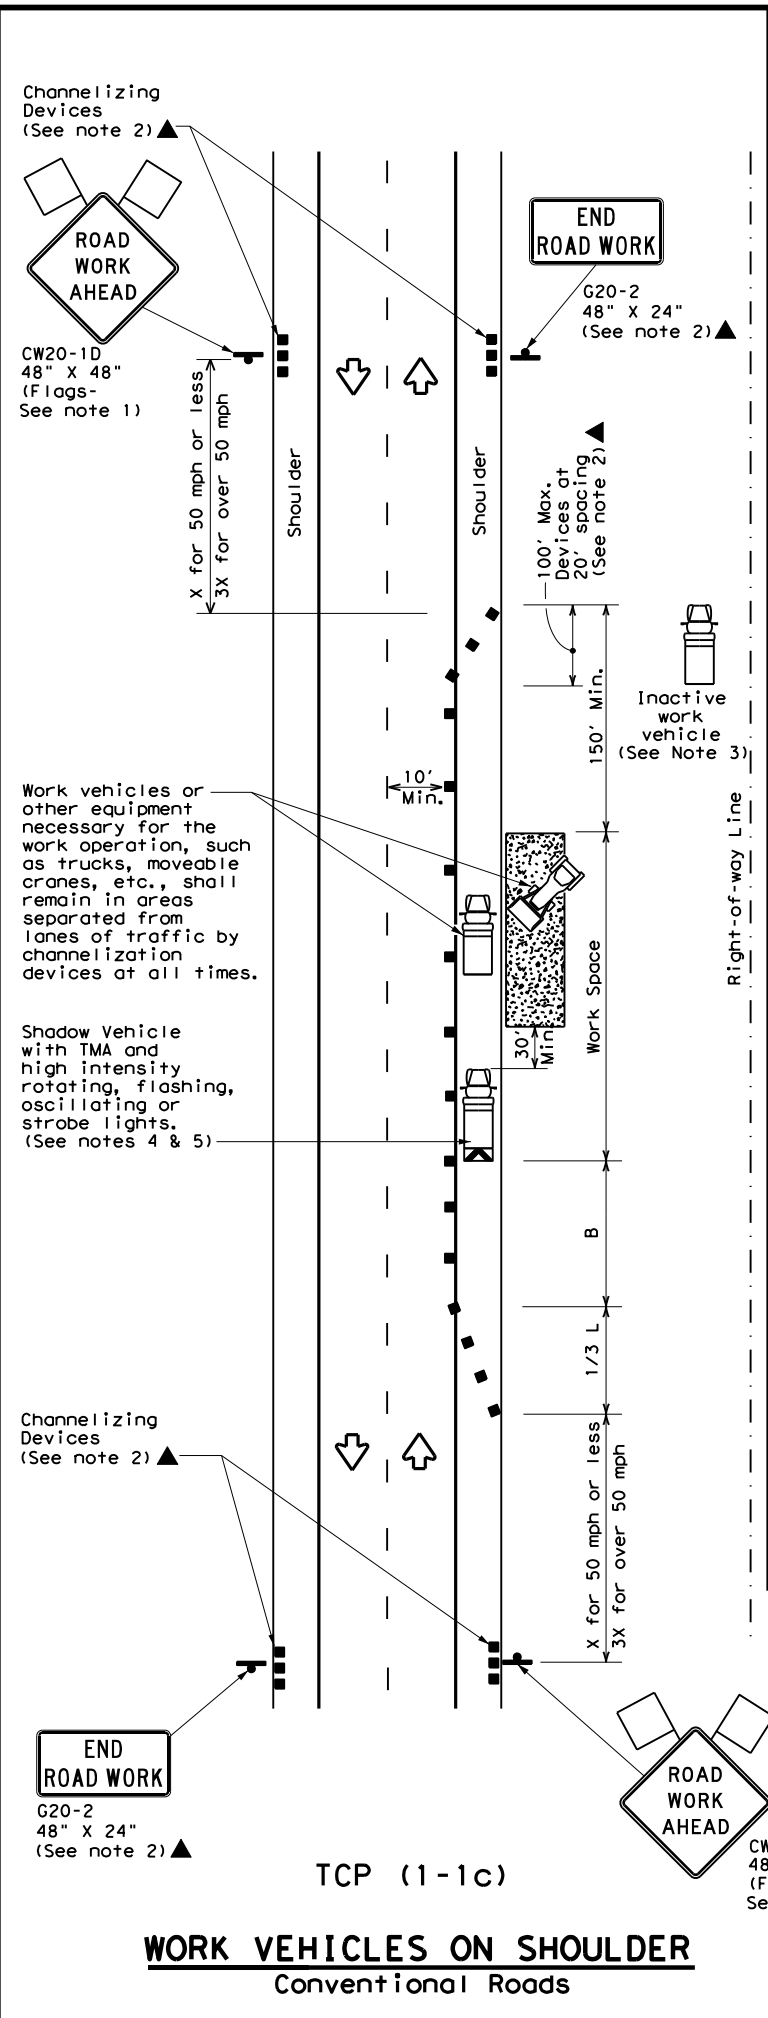 Channelizing
Devices
(See note 2)
ROAD
WORK
AHEAD
CW20-1D
48" X 48"
(Flags-
See note 1)
END
ROAD WORK
G20-2
48" X 24"
(See note 2)
X for 50 mph or less
3X for over 50 mph
Shoulder
Shoulder
100' Max.
Devices at
20' spacing
(See note 2)
150' Min.
Inactive
work
vehicle
(See Note 3)
10'
Min.
Work vehicles or
other equipment
necessary for the
work operation, such
as trucks, moveable
cranes, etc., shall
remain in areas
separated from
lanes of traffic by
channelization
devices at all times.
Right-of-way Line
Work Space
30'
Min.
Shadow Vehicle
with TMA and
high intensity
rotating, flashing,
oscillating or
strobe lights.
(See notes 4 & 5)
B
1/3 L
Channelizing
Devices
(See note 2)
X for 50 mph or less
3X for over 50 mph
END
ROAD WORK
G20-2
48" X 24"
(See note 2)
ROAD
WORK
AHEAD
CW
48
(F
Se
TCP (1-1c)
WORK VEHICLES ON SHOULDER
Conventional Roads